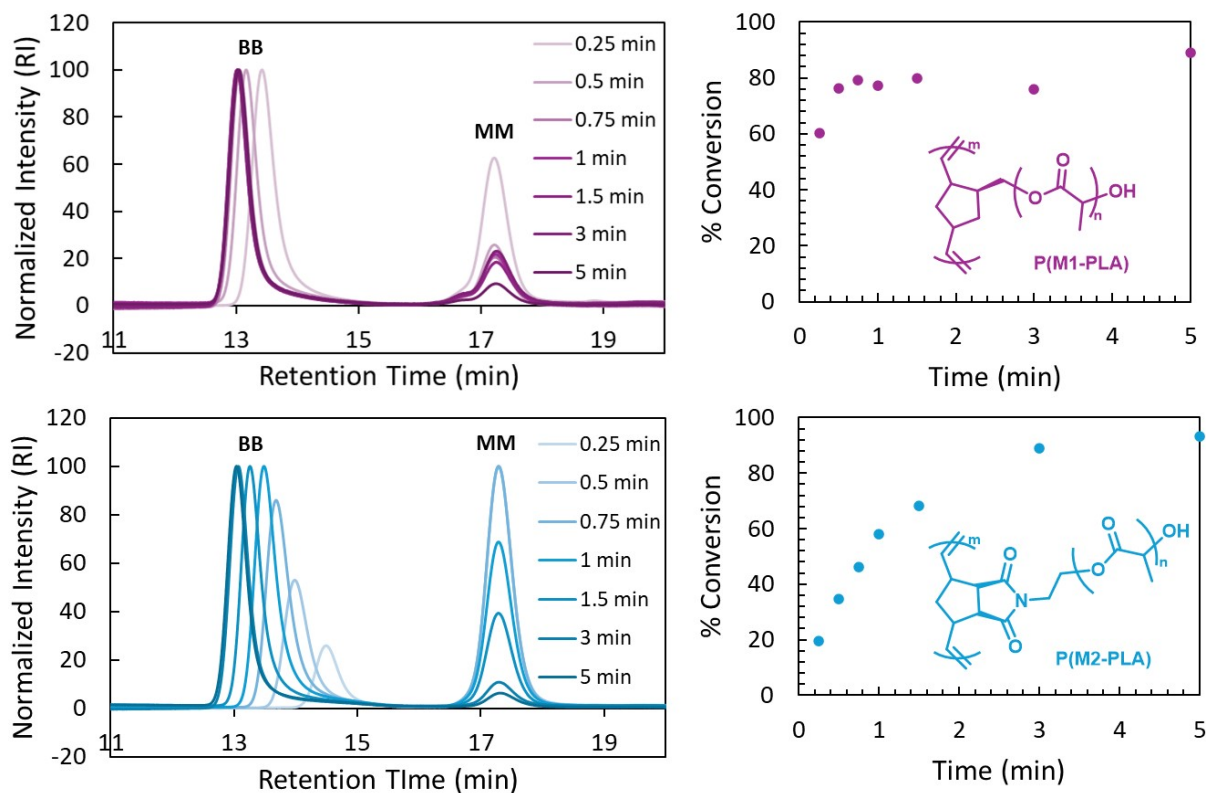 120
100
80
60
40
20
0
-20
Normalized Intensity (RI)
BB
MM
0.25 min
0.5 min
0.75 min
1 min
1.5 min
3 min
5 min
11
13
15
17
19
Retention Time (min)
100
80
60
40
20
0
% Conversion
m
O
O
OH
n
P(M1-PLA)
0
1
2
3
4
5
Time (min)
120
100
80
60
40
20
0
-20
Normalized Intensity (RI)
BB
MM
0.25 min
0.5 min
0.75 min
1 min
1.5 min
3 min
5 min
11
13
15
17
19
Retention TIme (min)
100
80
60
40
20
0
% Conversion
m
O
N
O
O
O
OH
n
P(M2-PLA)
0
1
2
3
4
5
Time (min)